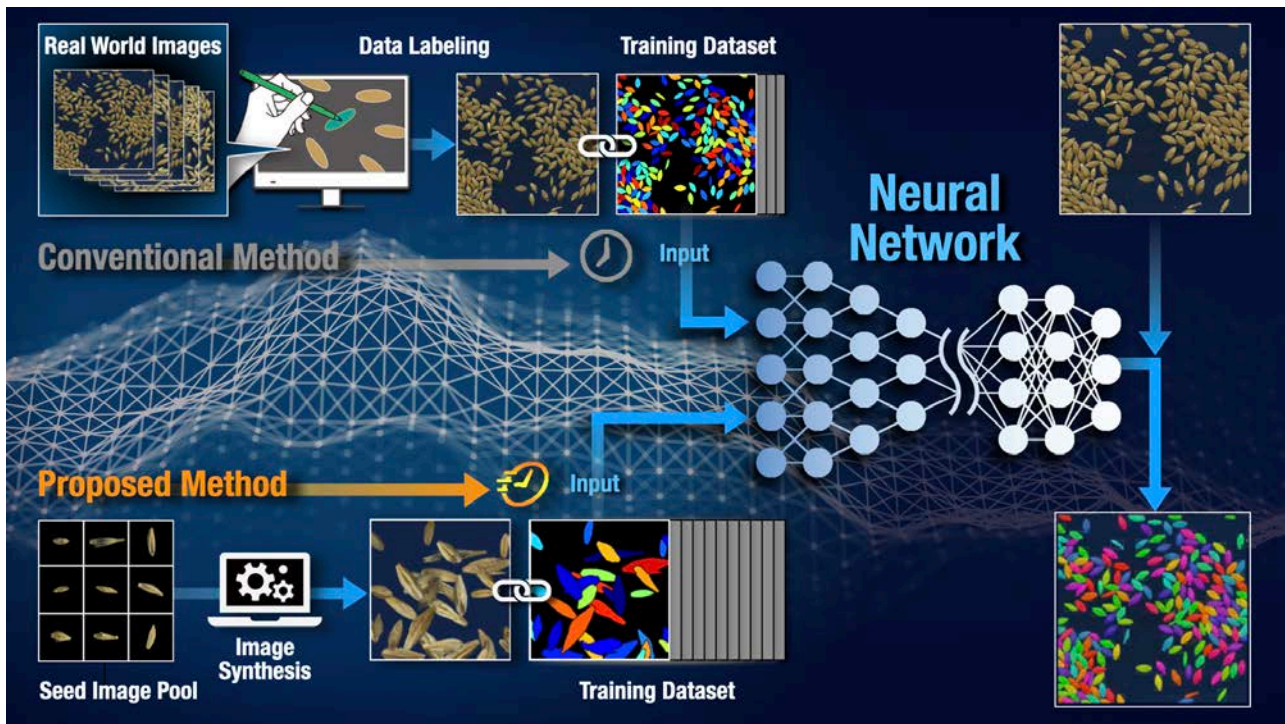 Real World Images
Data Labeling
Training Dataset
Neural
Network
Conventional Method
Input
Proposed Method
Input
Image
Synthesis
Seed Image Pool
Training Dataset